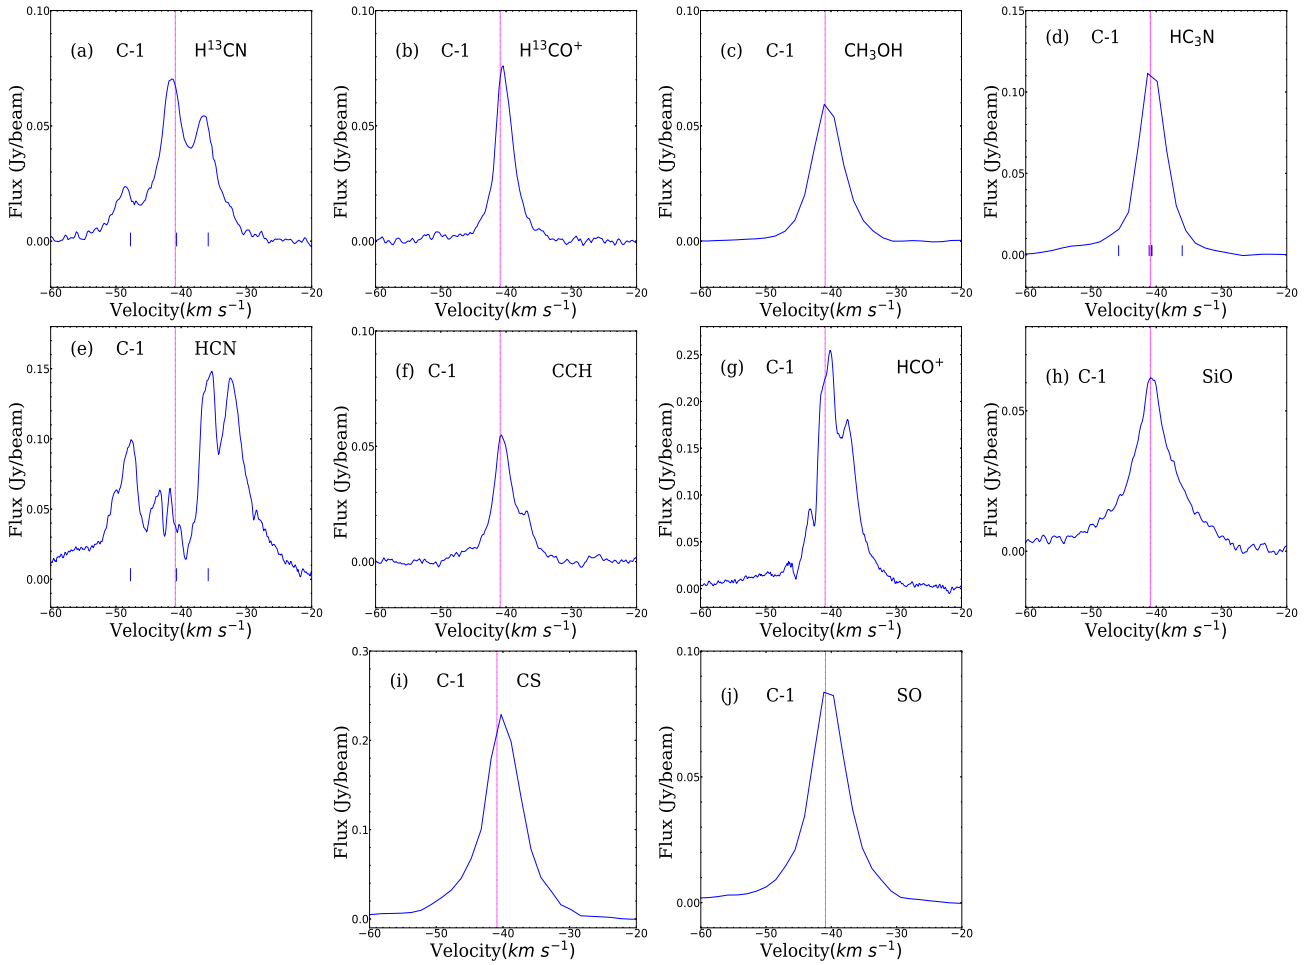 (a) C-1 H¹³CN
0.10
0.05
0.00
Flux (Jy/beam)
−60 −50 −40 −30 −20
Velocity(km s⁻¹)
(b) C-1 H¹³CO⁺
0.10
0.05
0.00
Flux (Jy/beam)
−60 −50 −40 −30 −20
Velocity(km s⁻¹)
(c) C-1 CH₃OH
0.10
0.05
0.00
Flux (Jy/beam)
−60 −50 −40 −30 −20
Velocity(km s⁻¹)
(d) C-1 HC₃N
0.15
0.10
0.05
0.00
Flux (Jy/beam)
−60 −50 −40 −30 −20
Velocity(km s⁻¹)
(e) C-1 HCN
0.15
0.10
0.05
0.00
Flux (Jy/beam)
−60 −50 −40 −30 −20
Velocity(km s⁻¹)
(f) C-1 CCH
0.10
0.05
0.00
Flux (Jy/beam)
−60 −50 −40 −30 −20
Velocity(km s⁻¹)
(g) C-1 HCO⁺
0.25
0.20
0.15
0.25
0.05
0.00
Flux (Jy/beam)
−60 −50 −40 −30 −20
Velocity(km s⁻¹)
(h) C-1 SiO
0.05
0.00
Flux (Jy/beam)
−60 −50 −40 −30 −20
Velocity(km s⁻¹)
(i) C-1 CS
0.3
0.2
0.1
0.0
Flux (Jy/beam)
−60 −50 −40 −30 −20
Velocity(km s⁻¹)
(j) C-1 SO
0.10
0.05
0.00
Flux (Jy/beam)
−60 −50 −40 −30 −20
Velocity(km s⁻¹)